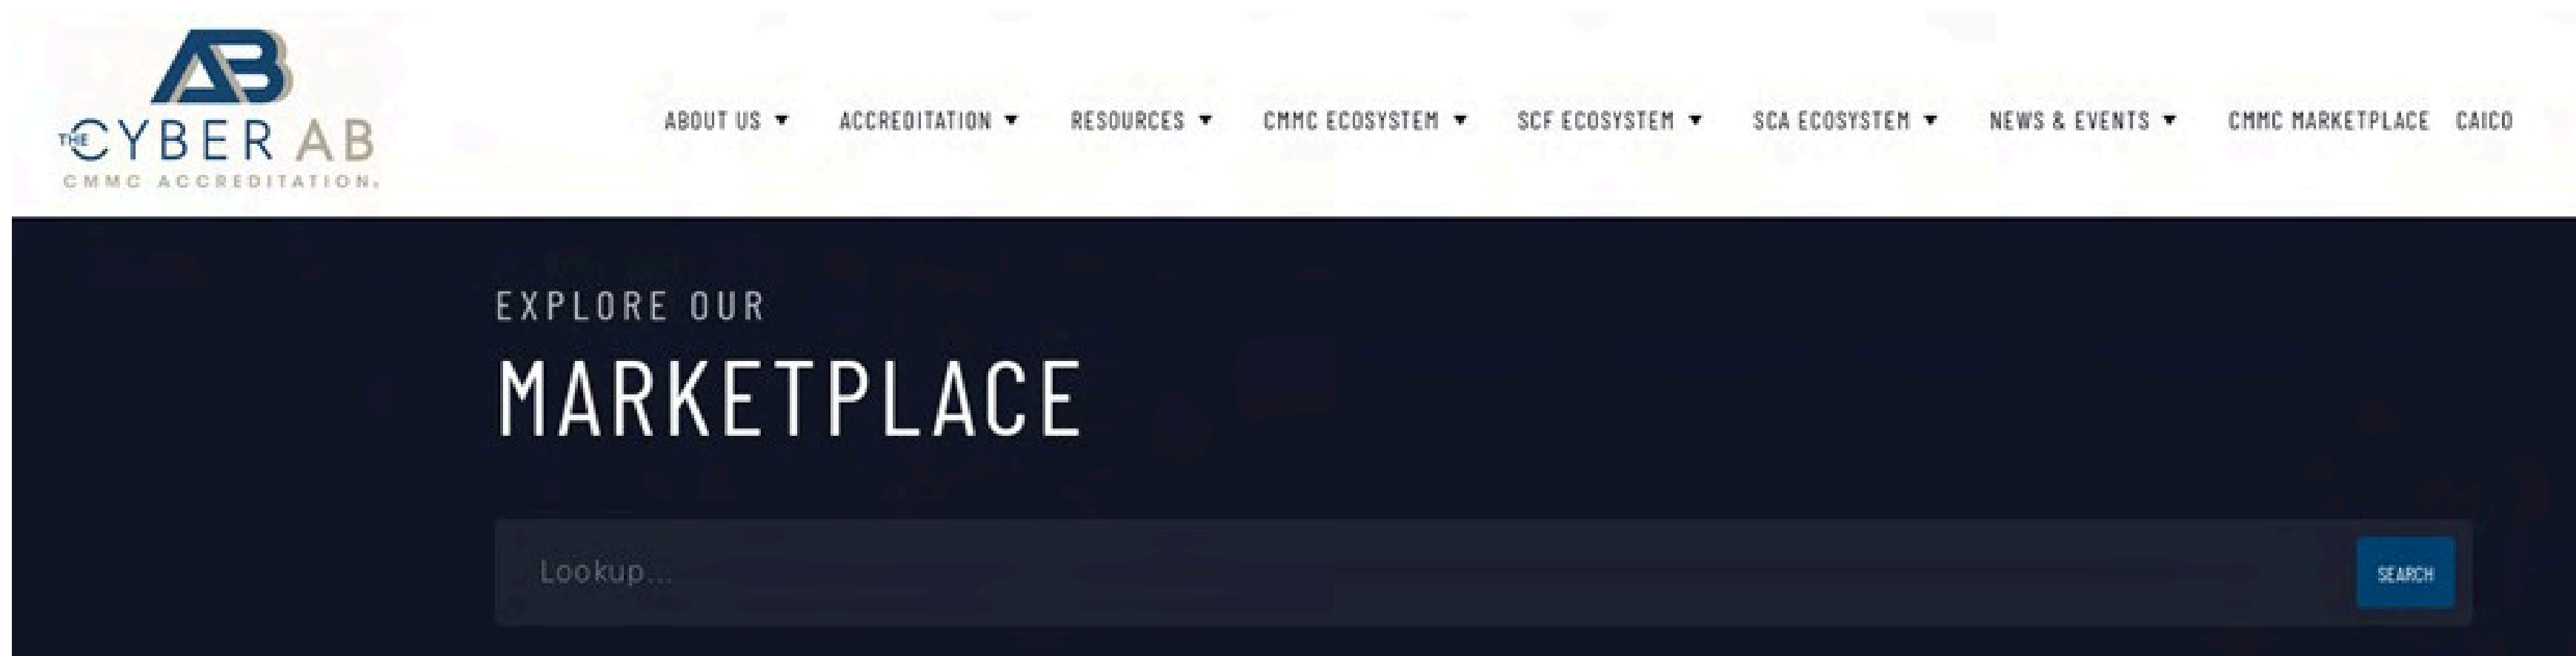 AB
THE CYBER AB
CMMC ACCREDITATION.
ABOUT US ACCREDITATION RESOURCES CMMC ECOSYSTEM SCF ECOSYSTEM SCA ECOSYSTEM NEWS & EVENTS CMMC MARKETPLACE CAICO
EXPLORE OUR
MARKETPLACE
Lookup...
SEARCH